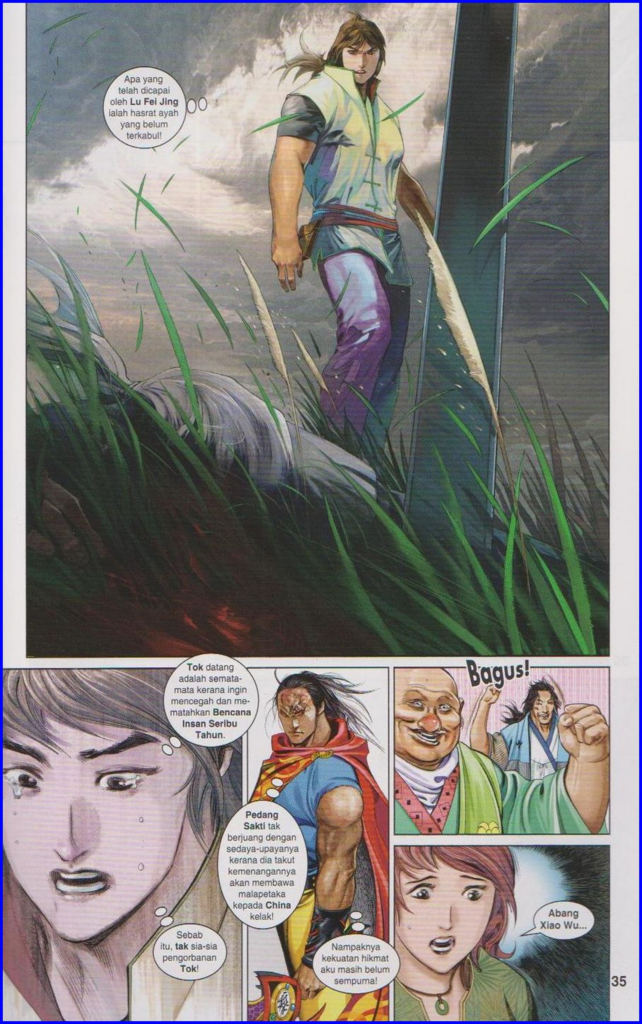 Apa yang
telah dicapai
oleh Lu Fei Jing
ialah hasrat ayah
yang belum
terkabul!
Tok datang
adalah semata-
mata kerana ingin
mencegah dan me-
matahkan Bencana
Insan Seribu
Tahun.
Sebab
itu, tak sia-sia
pengorbanan
Tok!
Pedang
Sakti tak
berjuang dengan
sedaya-upayanya
kerana dia takut
kemenangannya
akan membawa
malapetaka
kepada China
kelak!
Nampaknya
kekuatan hikmat
aku masih belum
sempurna!
Bagus!
Abang
Xiao Wu...
35